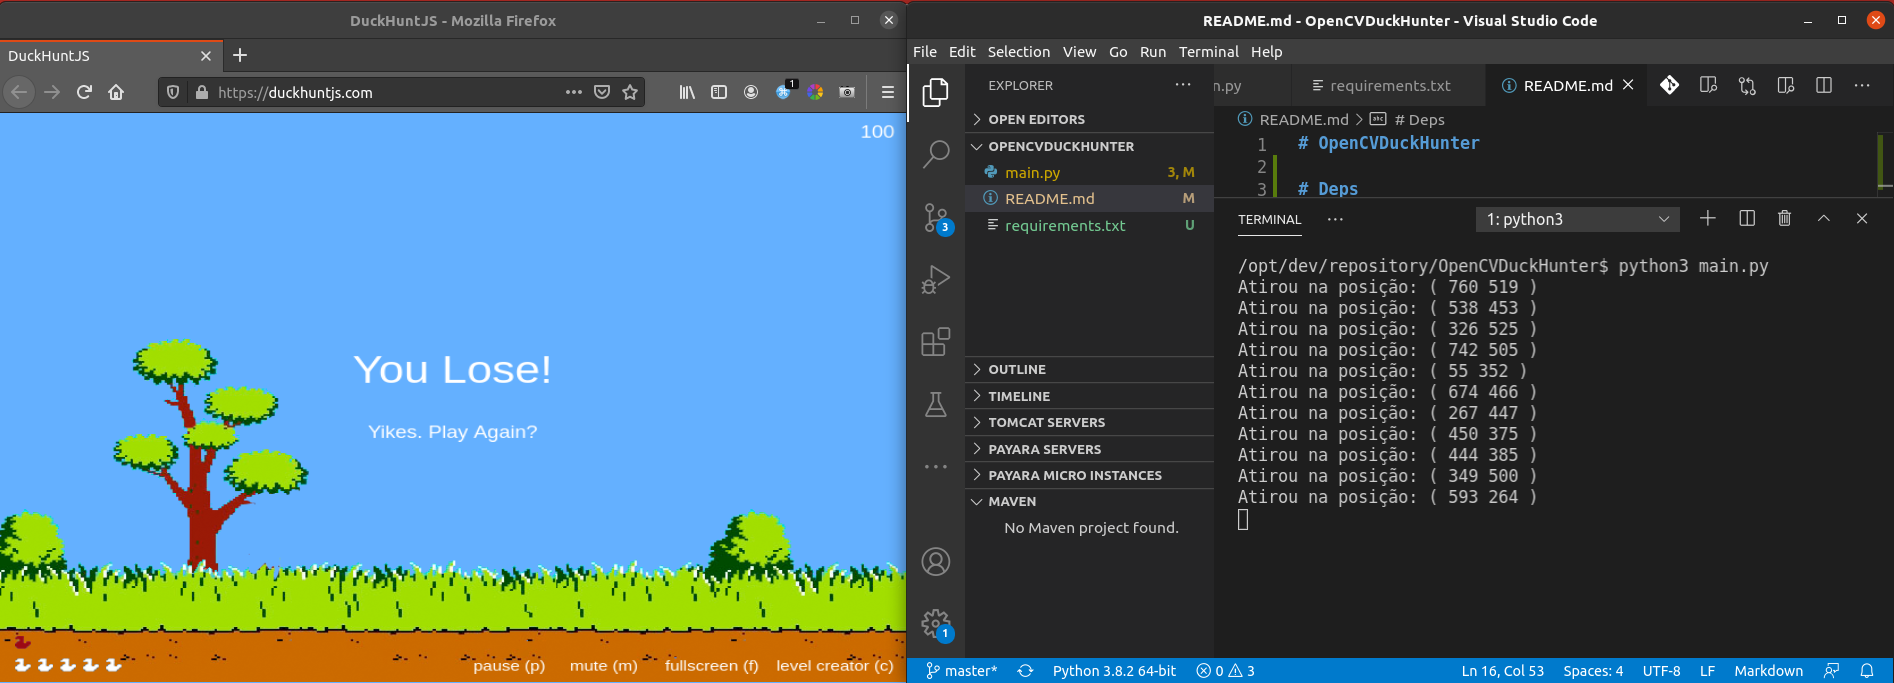 DuckHuntJS - Mozilla Firefox
DuckHuntJS
https://duckhuntjs.com
1
100
You Lose!
Yikes. Play Again?
pause (p) mute (m) fullscreen (f) level creator (c)
README.md - OpenCVDuckHunter - Visual Studio Code
File Edit Selection View Go Run Terminal Help
EXPLORER
OPEN EDITORS
OPENCVDUCKHUNTER
main.py 3, M
README.md M
requirements.txt U
OUTLINE
TIMELINE
TOMCAT SERVERS
PAYARA SERVERS
PAYARA MICRO INSTANCES
MAVEN
No Maven project found.
3
1
n.py requirements.txt README.md
README.md > abc # Deps
1 # OpenCVDuckHunter
2
3 # Deps
TERMINAL 1: python3
/opt/dev/repository/OpenCVDuckHunter$ python3 main.py
Atirou na posição: ( 760 519 )
Atirou na posição: ( 538 453 )
Atirou na posição: ( 326 525 )
Atirou na posição: ( 742 505 )
Atirou na posição: ( 55 352 )
Atirou na posição: ( 674 466 )
Atirou na posição: ( 267 447 )
Atirou na posição: ( 450 375 )
Atirou na posição: ( 444 385 )
Atirou na posição: ( 349 500 )
Atirou na posição: ( 593 264 )
master* Python 3.8.2 64-bit 0 3 Ln 16, Col 53 Spaces: 4 UTF-8 LF Markdown